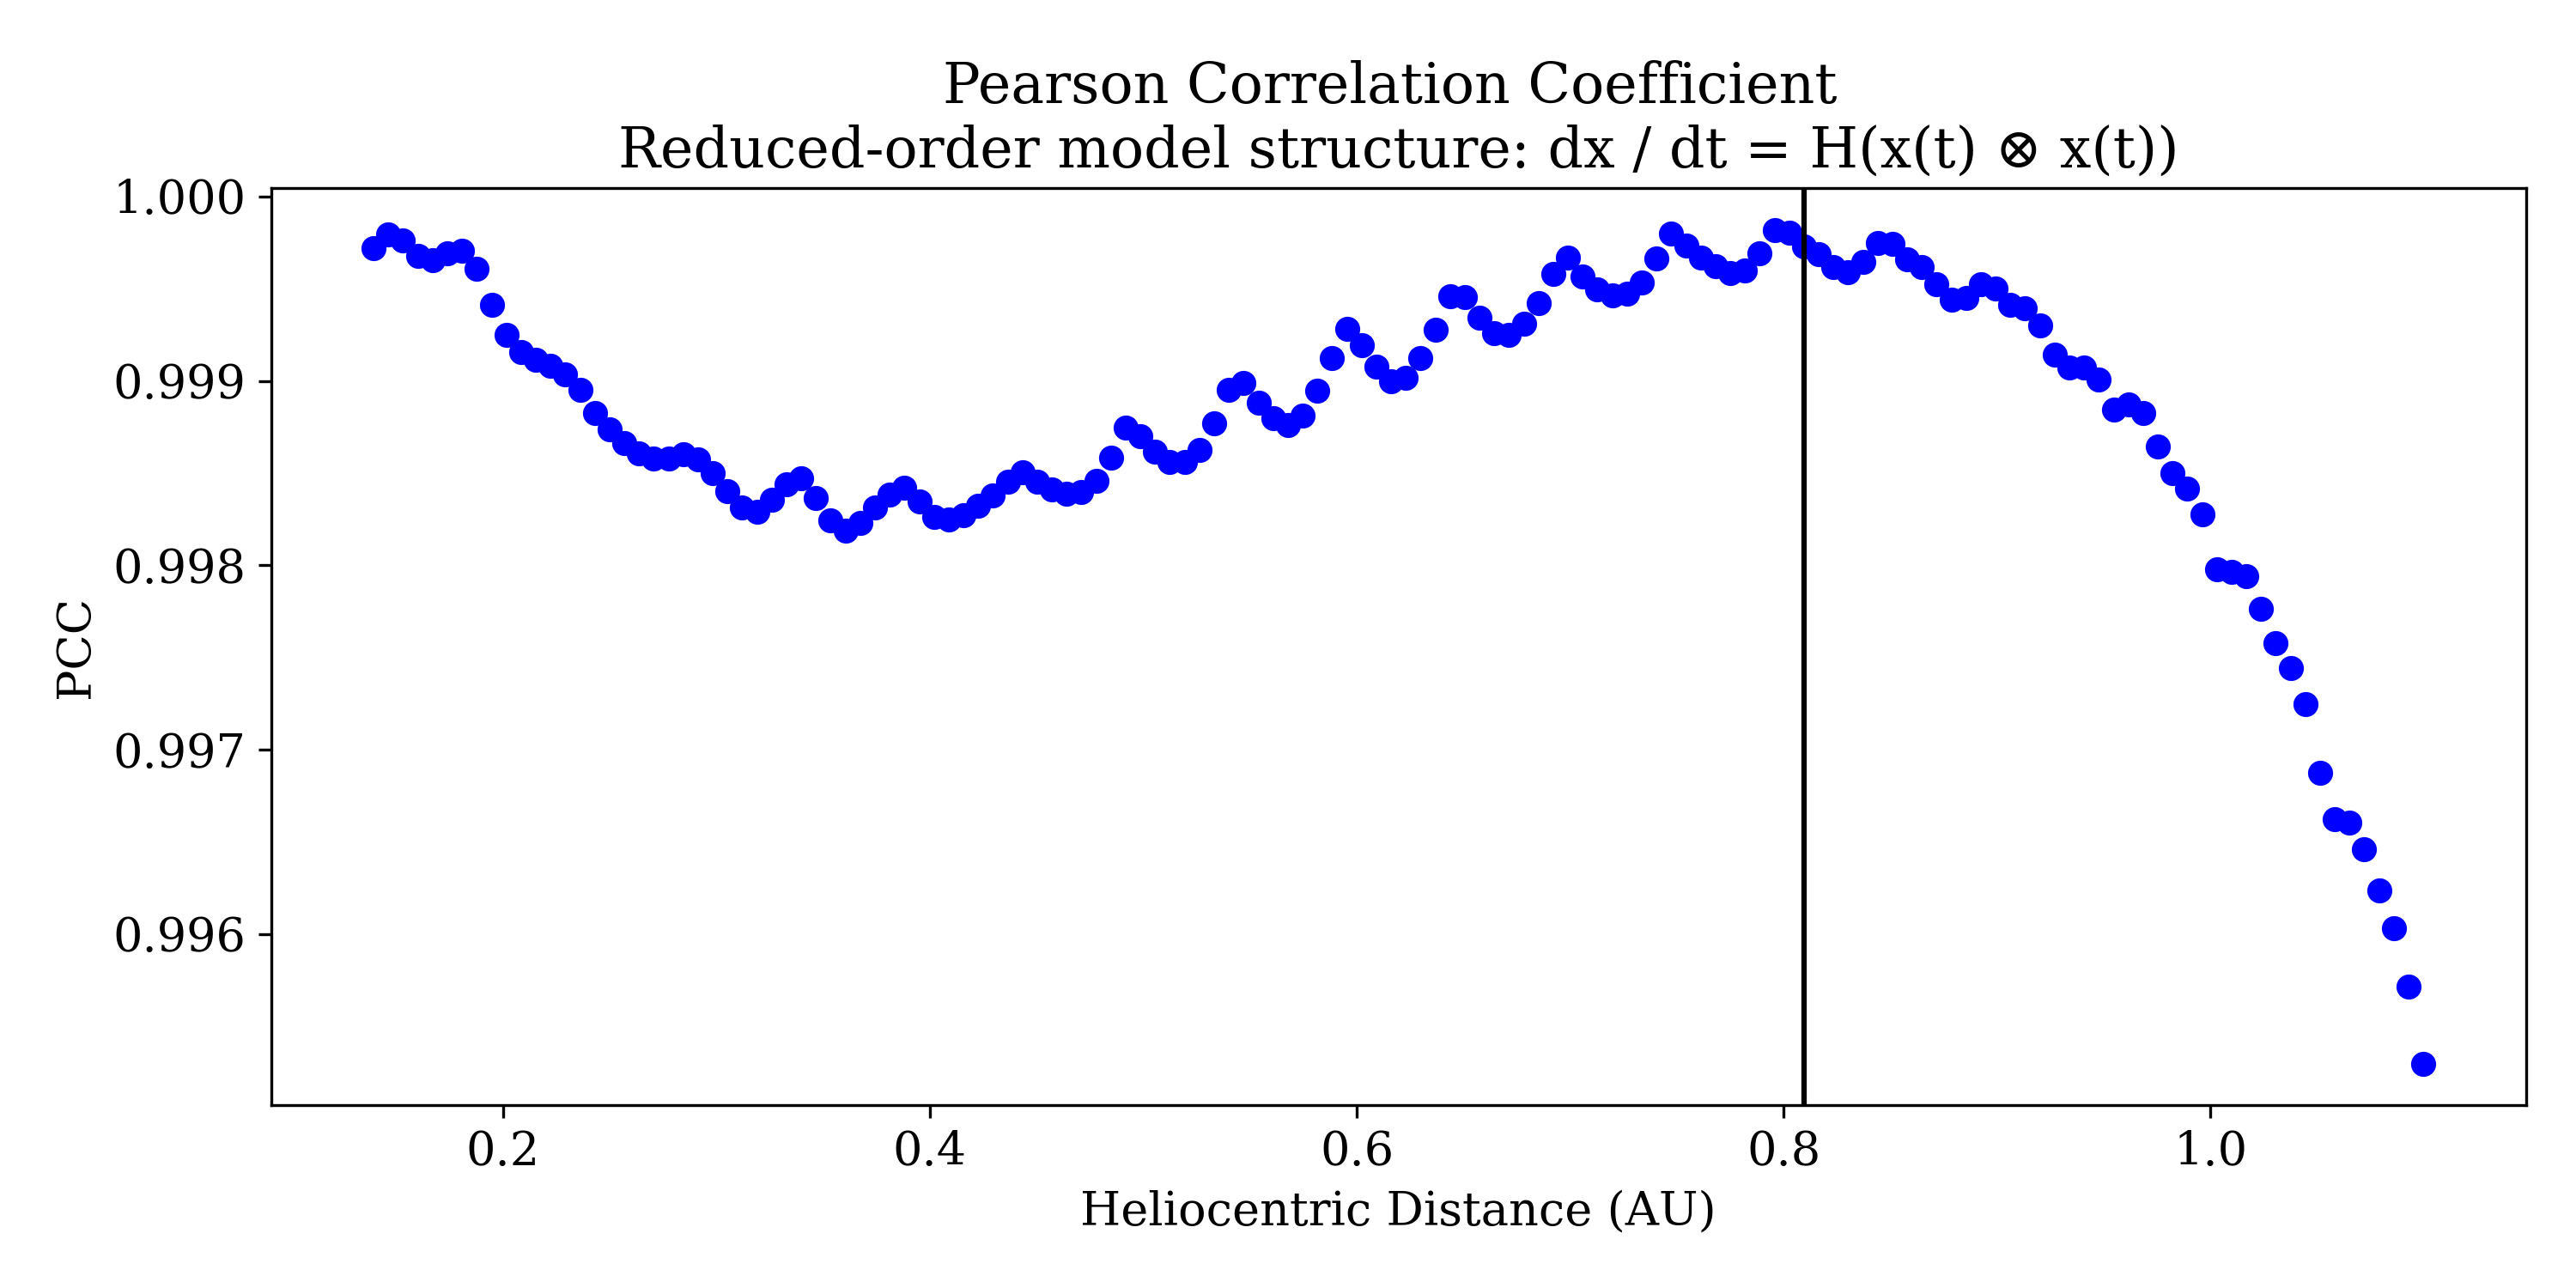 Pearson Correlation Coefficient
Reduced-order model structure: dx / dt = H(x(t) ⊗ x(t))
1.000
0.999
0.998
0.997
0.996
PCC
0.2 0.4 0.6 0.8 1.0
Heliocentric Distance (AU)